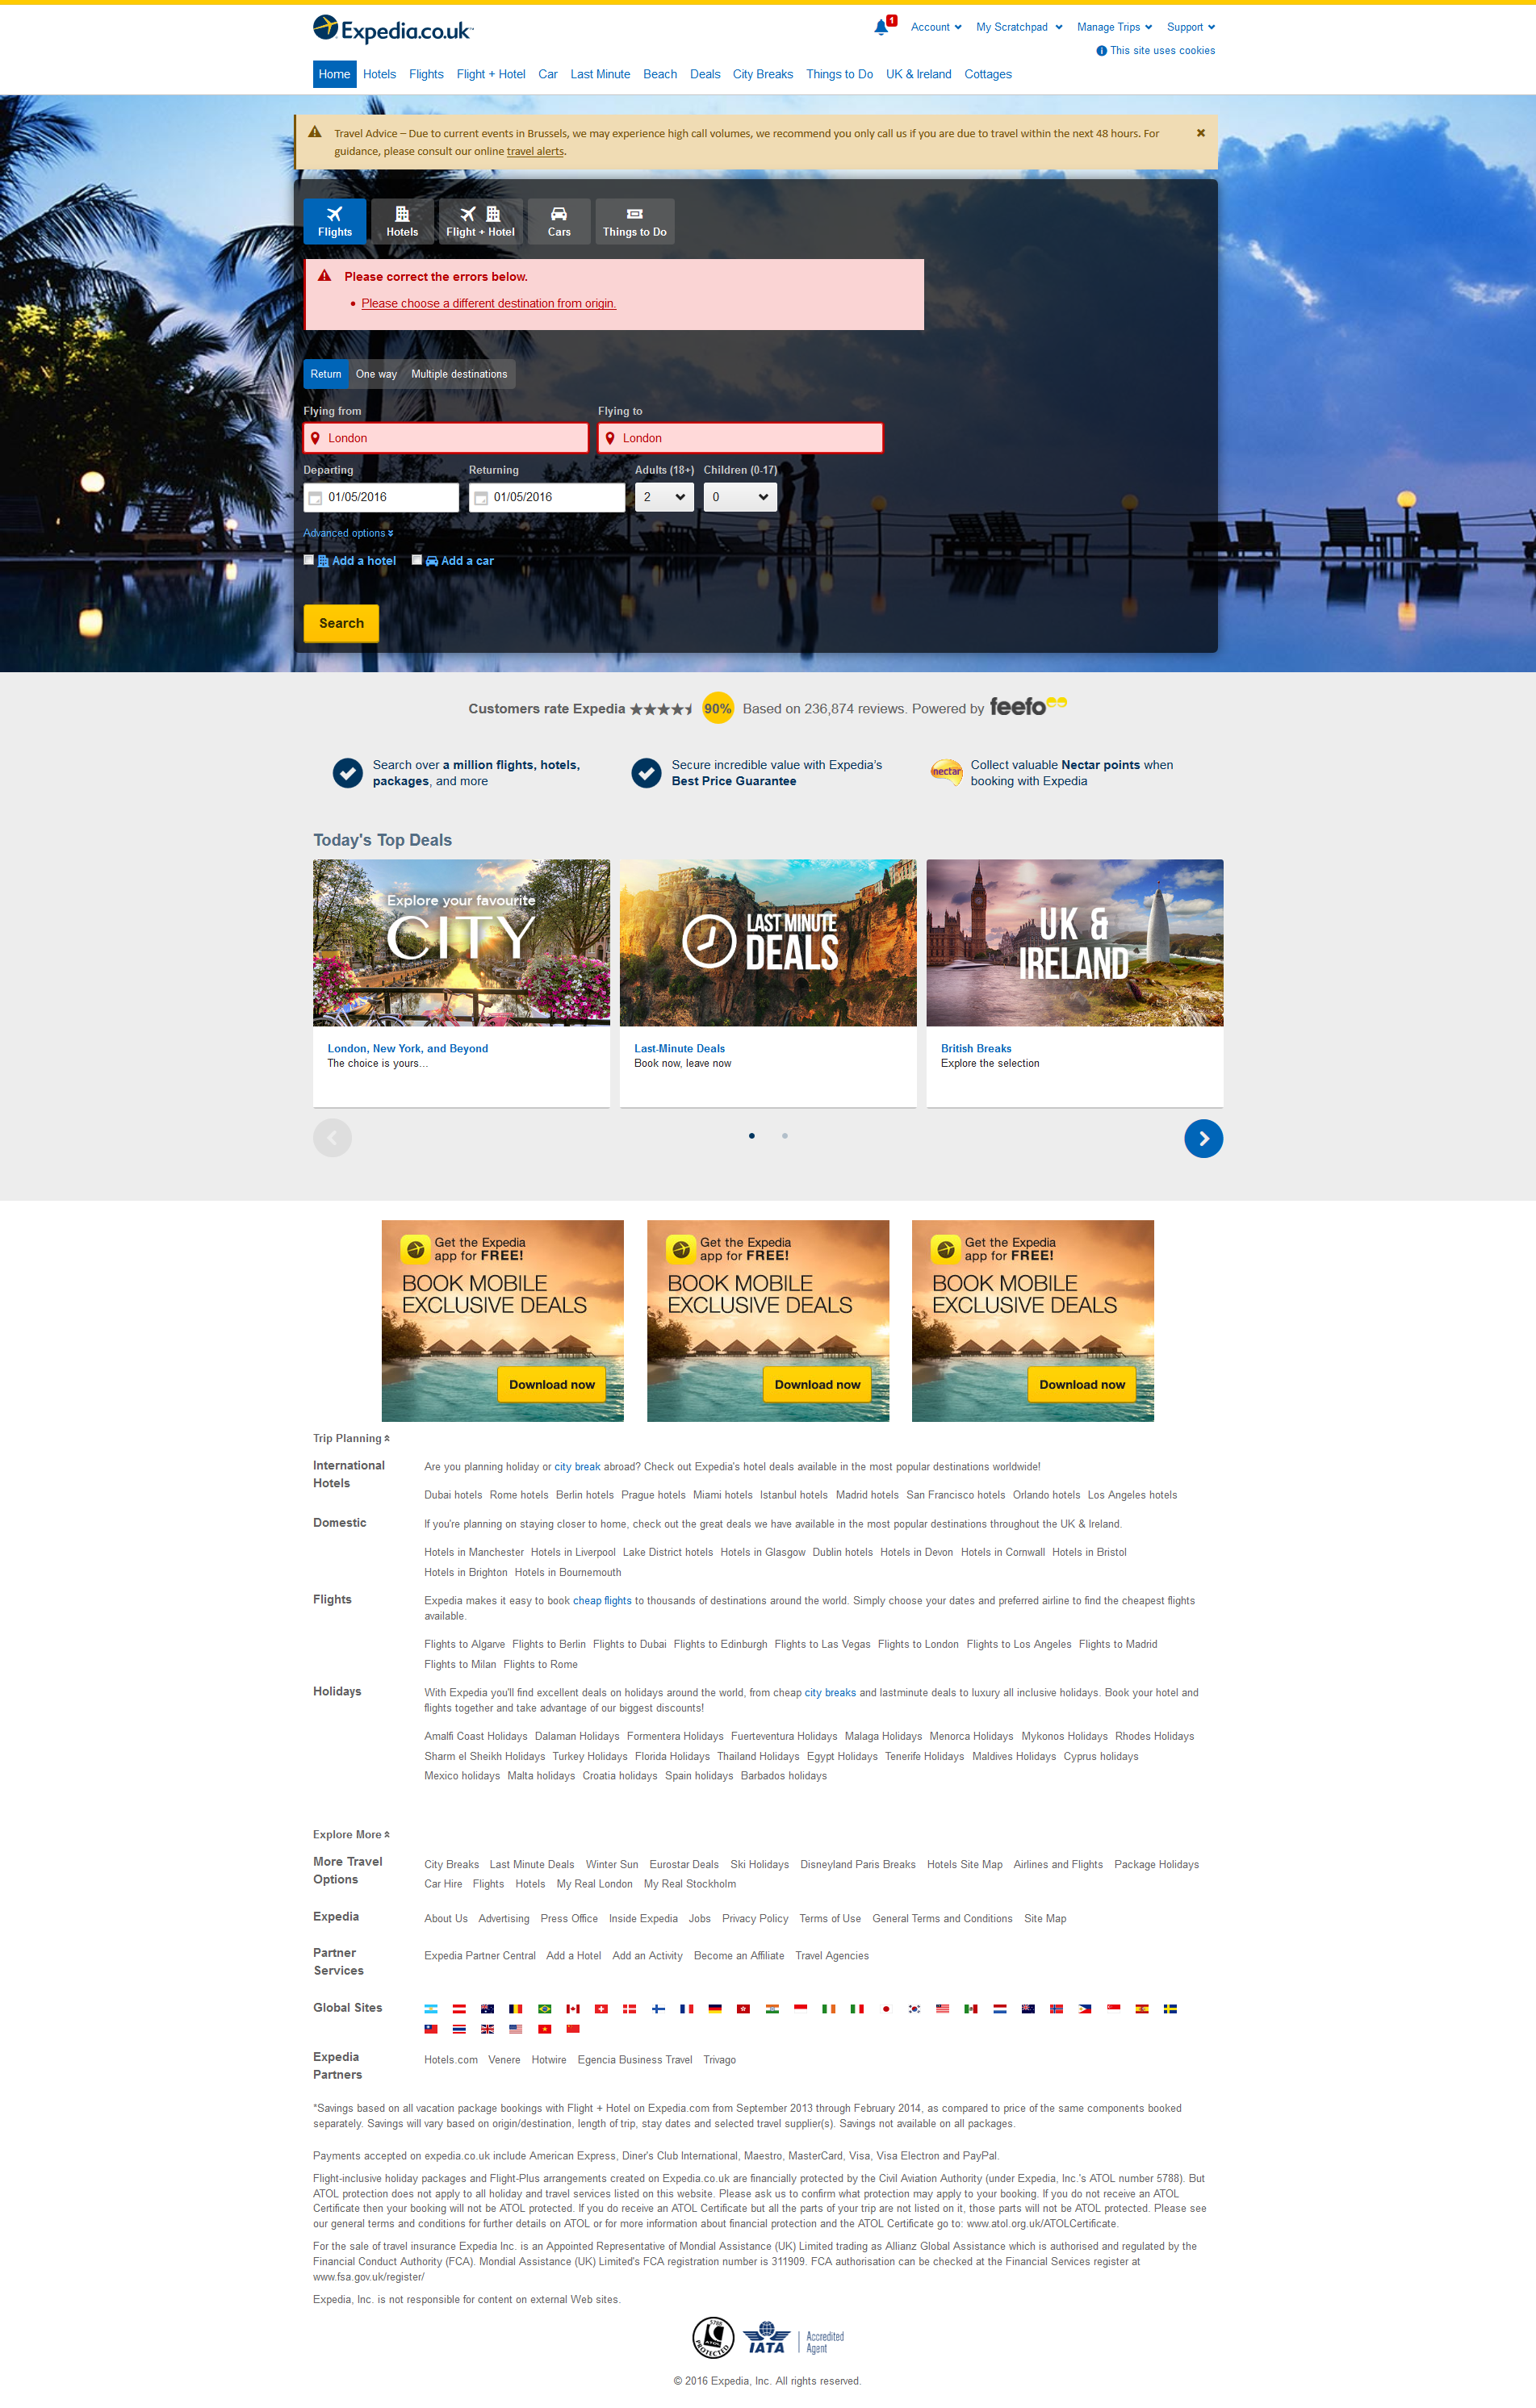 Expedia.co.uk™
1
Account
My Scratchpad
Manage Trips
Support
This site uses cookies
Home Hotels Flights Flight + Hotel Car Last Minute Beach Deals City Breaks Things to Do UK & Ireland Cottages
Travel Advice – Due to current events in Brussels, we may experience high call volumes, we recommend you only call us if you are due to travel within the next 48 hours. For
guidance, please consult our online travel alerts.
Flights Hotels Flight + Hotel Cars Things to Do
Please correct the errors below.
Please choose a different destination from origin.
Return One way Multiple destinations
Flying from Flying to
London London
Departing Returning Adults (18+) Children (0-17)
01/05/2016 01/05/2016 2 0
Advanced options
Add a hotel Add a car
Search
Customers rate Expedia 90% Based on 236,874 reviews. Powered by feefo
Search over a million flights, hotels,
packages, and more
Secure incredible value with Expedia's
Best Price Guarantee
nectar
Collect valuable Nectar points when
booking with Expedia
Today's Top Deals
Explore your favourite
CITY
LAST MINUTE
DEALS
UK &
IRELAND
London, New York, and Beyond
The choice is yours...
Last-Minute Deals
Book now, leave now
British Breaks
Explore the selection
Get the Expedia
app for FREE!
BOOK MOBILE
EXCLUSIVE DEALS
Download now
Get the Expedia
app for FREE!
BOOK MOBILE
EXCLUSIVE DEALS
Download now
Get the Expedia
app for FREE!
BOOK MOBILE
EXCLUSIVE DEALS
Download now
Trip Planning
International
Hotels
Are you planning holiday or city break abroad? Check out Expedia's hotel deals available in the most popular destinations worldwide!
Dubai hotels Rome hotels Berlin hotels Prague hotels Miami hotels Istanbul hotels Madrid hotels San Francisco hotels Orlando hotels Los Angeles hotels
Domestic
If you're planning on staying closer to home, check out the great deals we have available in the most popular destinations throughout the UK & Ireland.
Hotels in Manchester Hotels in Liverpool Lake District hotels Hotels in Glasgow Dublin hotels Hotels in Devon Hotels in Cornwall Hotels in Bristol
Hotels in Brighton Hotels in Bournemouth
Flights
Expedia makes it easy to book cheap flights to thousands of destinations around the world. Simply choose your dates and preferred airline to find the cheapest flights
available.
Flights to Algarve Flights to Berlin Flights to Dubai Flights to Edinburgh Flights to Las Vegas Flights to London Flights to Los Angeles Flights to Madrid
Flights to Milan Flights to Rome
Holidays
With Expedia you'll find excellent deals on holidays around the world, from cheap city breaks and lastminute deals to luxury all inclusive holidays. Book your hotel and
flights together and take advantage of our biggest discounts!
Amalfi Coast Holidays Dalaman Holidays Formentera Holidays Fuerteventura Holidays Malaga Holidays Menorca Holidays Mykonos Holidays Rhodes Holidays
Sharm el Sheikh Holidays Turkey Holidays Florida Holidays Thailand Holidays Egypt Holidays Tenerife Holidays Maldives Holidays Cyprus holidays
Mexico holidays Malta holidays Croatia holidays Spain holidays Barbados holidays
Explore More
More Travel
Options
City Breaks Last Minute Deals Winter Sun Eurostar Deals Ski Holidays Disneyland Paris Breaks Hotels Site Map Airlines and Flights Package Holidays
Car Hire Flights Hotels My Real London My Real Stockholm
Expedia
About Us Advertising Press Office Inside Expedia Jobs Privacy Policy Terms of Use General Terms and Conditions Site Map
Partner
Services
Expedia Partner Central Add a Hotel Add an Activity Become an Affiliate Travel Agencies
Global Sites
Expedia
Partners
Hotels.com Venere Hotwire Egencia Business Travel Trivago
*Savings based on all vacation package bookings with Flight + Hotel on Expedia.com from September 2013 through February 2014, as compared to price of the same components booked
separately. Savings will vary based on origin/destination, length of trip, stay dates and selected travel supplier(s). Savings not available on all packages.
Payments accepted on expedia.co.uk include American Express, Diner's Club International, Maestro, MasterCard, Visa, Visa Electron and PayPal.
Flight-inclusive holiday packages and Flight-Plus arrangements created on Expedia.co.uk are financially protected by the Civil Aviation Authority (under Expedia, Inc.'s ATOL number 5788). But
ATOL protection does not apply to all holiday and travel services listed on this website. Please ask us to confirm what protection may apply to your booking. If you do not receive an ATOL
Certificate then your booking will not be ATOL protected. If you do receive an ATOL Certificate but all the parts of your trip are not listed on it, those parts will not be ATOL protected. Please see
our general terms and conditions for further details on ATOL or for more information about financial protection and the ATOL Certificate go to: www.atol.org.uk/ATOLCertificate.
For the sale of travel insurance Expedia Inc. is an Appointed Representative of Mondial Assistance (UK) Limited trading as Allianz Global Assistance which is authorised and regulated by the
Financial Conduct Authority (FCA). Mondial Assistance (UK) Limited's FCA registration number is 311909. FCA authorisation can be checked at the Financial Services register at
www.fsa.gov.uk/register/
Expedia, Inc. is not responsible for content on external Web sites.
5788
ATOL
PROTECTED
IATA
Accredited
Agent
© 2016 Expedia, Inc. All rights reserved.